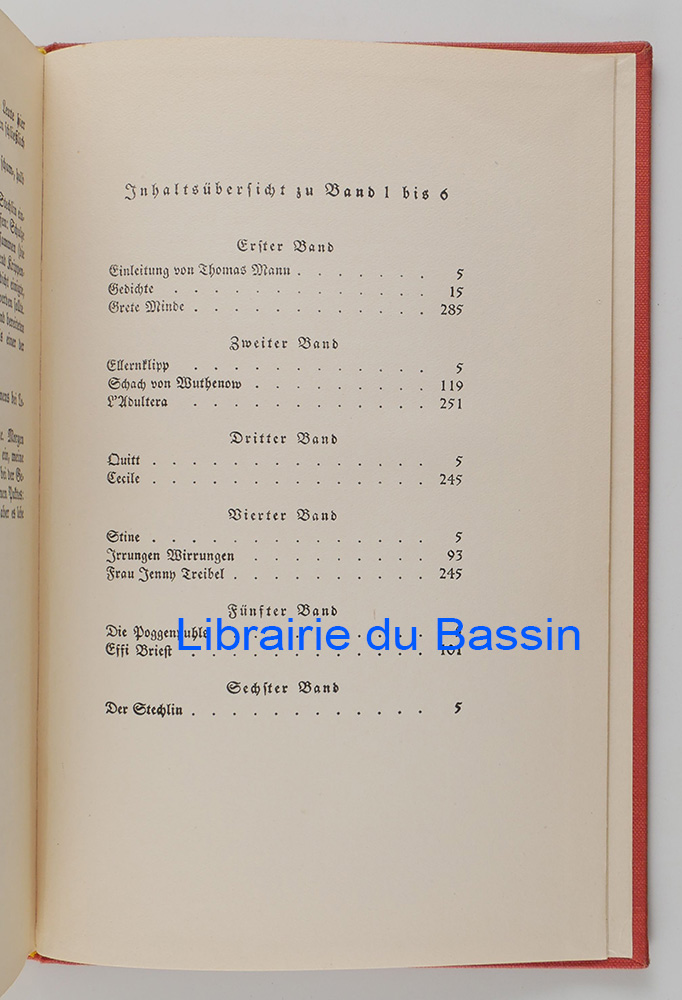 Inhaltsübersicht zu Band 1 bis 6
Erster Band
Einleitung von Thomas Mann . . . . . . . 5
Gedichte . . . . . . . . . . . . . 15
Grete Minde . . . . . . . . . . . . 285
Zweiter Band
Ellernklipp . . . . . . . . . . . . 5
Schach von Wuthenow . . . . . . . . . 119
L'Adultera . . . . . . . . . . . . 251
Dritter Band
Quitt . . . . . . . . . . . . . . 5
Cecile . . . . . . . . . . . . . . 245
Vierter Band
Stine . . . . . . . . . . . . . . 5
Irrungen Wirrungen . . . . . . . . . 93
Frau Jenny Treibel . . . . . . . . . . 245
Fünfter Band
Die Poggenpuhls
Effi Briest . . . . . . . . . . . . 101
Librairie du Bassin
Sechster Band
Der Stechlin . . . . . . . . . . . . 5